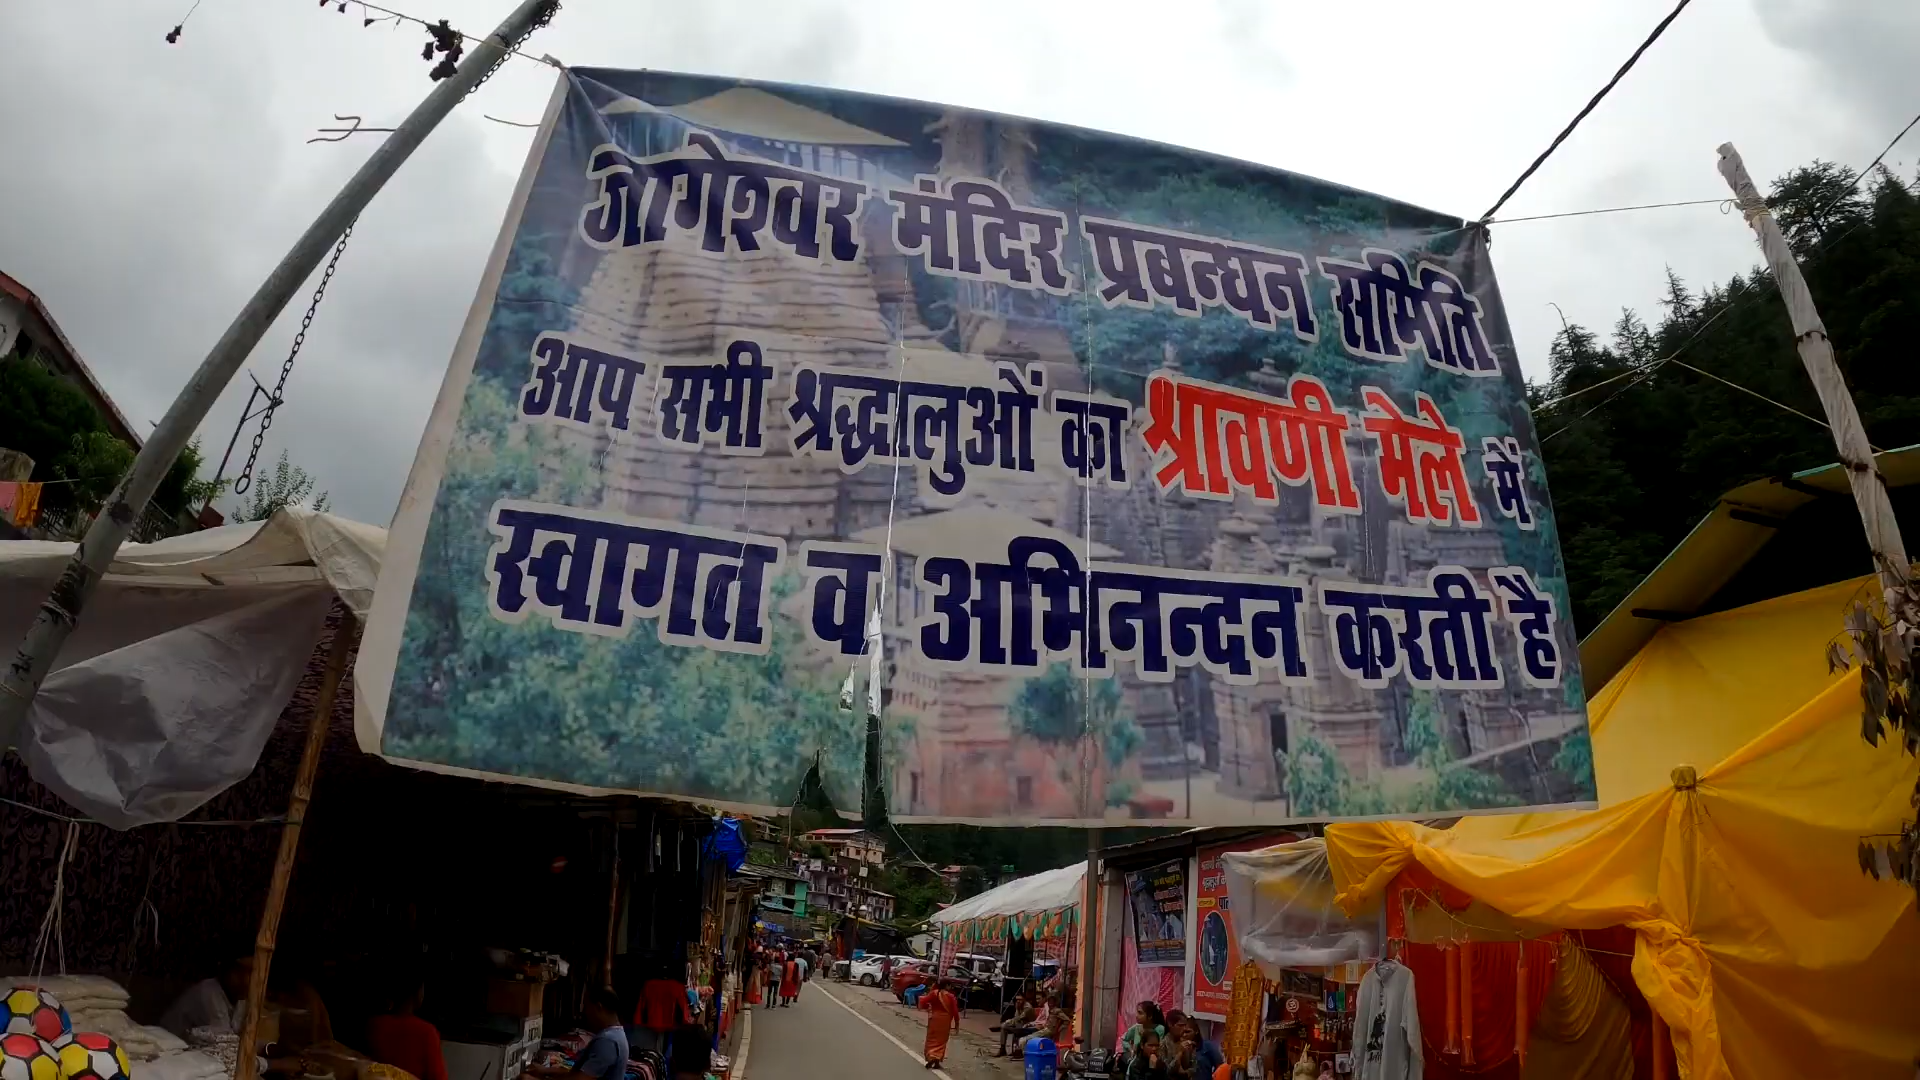 जागेश्वर मंदिर प्रबन्धन समिति
आप सभी श्रद्धालुओं का श्रावणी मेले में
स्वागत व अभिनन्दन करती है